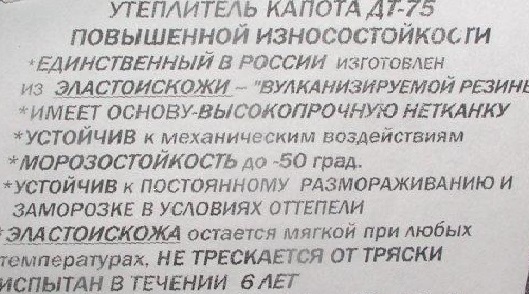 УТЕПЛИТЕЛЬ КАПОТА ДТ-75
ПОВЫШЕННОЙ ИЗНОСОСТОЙКОСТИ
*ЕДИНСТВЕННЫЙ В РОССИИ ИЗГОТОВЛЕН
ИЗ ЭЛАСТОИСКОЖИ – "ВУЛКАНИЗИРУЕМОЙ РЕЗИНЫ
*ИМЕЕТ ОСНОВУ-ВЫСОКОПРОЧНУЮ НЕТКАНКУ
*УСТОЙЧИВ к механическим воздействиям
*МОРОЗОСТОЙКОСТЬ до -50 град.
*УСТОЙЧИВ к ПОСТОЯННОМУ РАЗМОРАЖИВАНИЮ И
ЗАМОРОЗКЕ В УСЛОВИЯХ ОТТЕПЕЛИ
*ЭЛАСТОИСКОЖА остается мягкой при любых
температурах, НЕ ТРЕСКАЕТСЯ ОТ ТРЯСКИ
ИСПЫТАН В ТЕЧЕНИИ 6 ЛЕТ